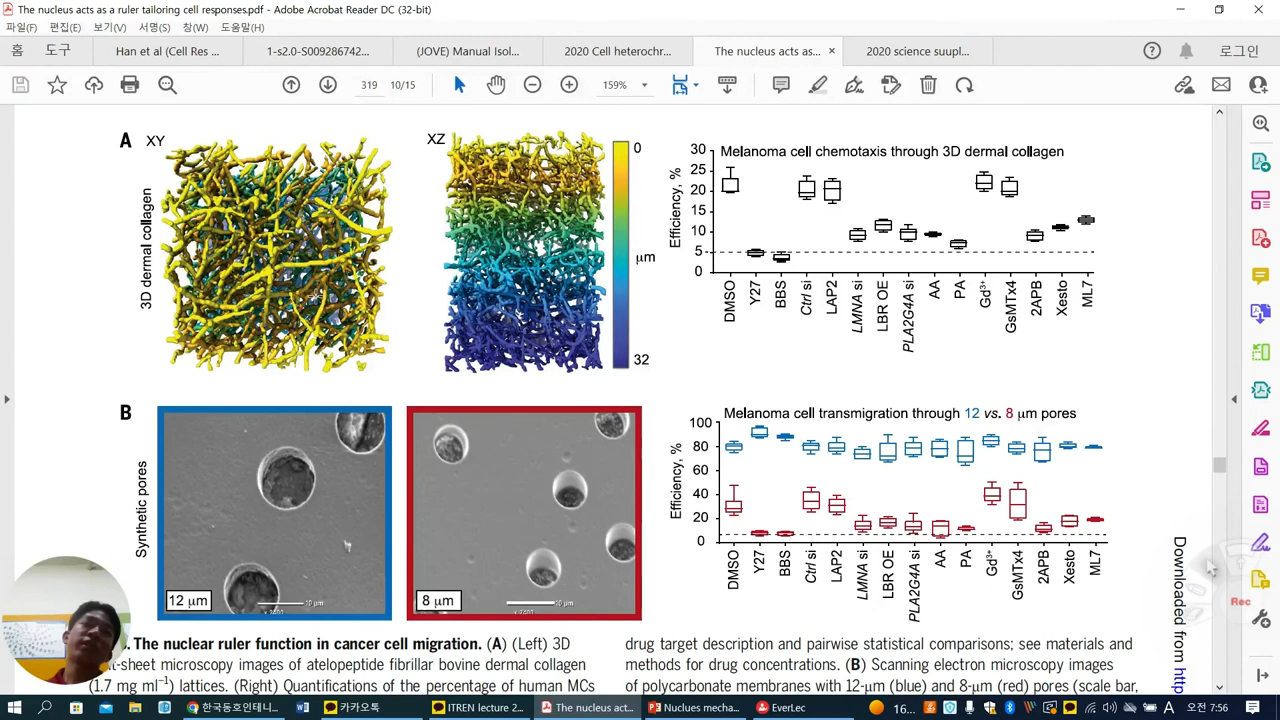 The nucleus acts as a ruler tailoring cell responses.pdf - Adobe Acrobat Reader DC (32-bit)
파일(F) 편집(E) 보기(V) 서명(S) 창(W) 도움말(H)
홈 도구 Han et al (Cell Res ... 1-s2.0-S009286742... (JOVE) Manual Isol... 2020 Cell heterochr... The nucleus acts as... × 2020 science suupl... 로그인
319 10/15 159%
A XY XZ
3D dermal collagen
0
μm
32
Melanoma cell chemotaxis through 3D dermal collagen
Efficiency, %
30
25
20
15
10
5
0
DMSO Y27 BBS Ctrl si LAP2 LMNA si LBR OE PLA2G4A si AA PA Gd3+ GsMTx4 2APB Xesto ML7
B
Synthetic pores
12 μm
8 μm
Melanoma cell transmigration through 12 vs. 8 μm pores
Efficiency, %
100
80
60
40
20
0
DMSO Y27 BBS Ctrl si LAP2 LMNA si LBR OE PLA2G4A si AA PA Gd3+ GsMTx4 2APB Xesto ML7
Downloaded from http
Rec
. The nuclear ruler function in cancer cell migration. (A) (Left) 3D
t-sheet microscopy images of atelopeptide fibrillar bovine dermal collagen
(1.7 mg ml−1) lattices. (Right) Quantifications of the percentage of human MCs
drug target description and pairwise statistical comparisons; see materials and
methods for drug concentrations. (B) Scanning electron microscopy images
of polycarbonate membranes with 12-μm (blue) and 8-μm (red) pores (scale bar,
한국동호인테니... 카카오톡 ITREN lecture 2... The nucleus act... Nuclues mecha... EverLec 16... A 오전 7:56